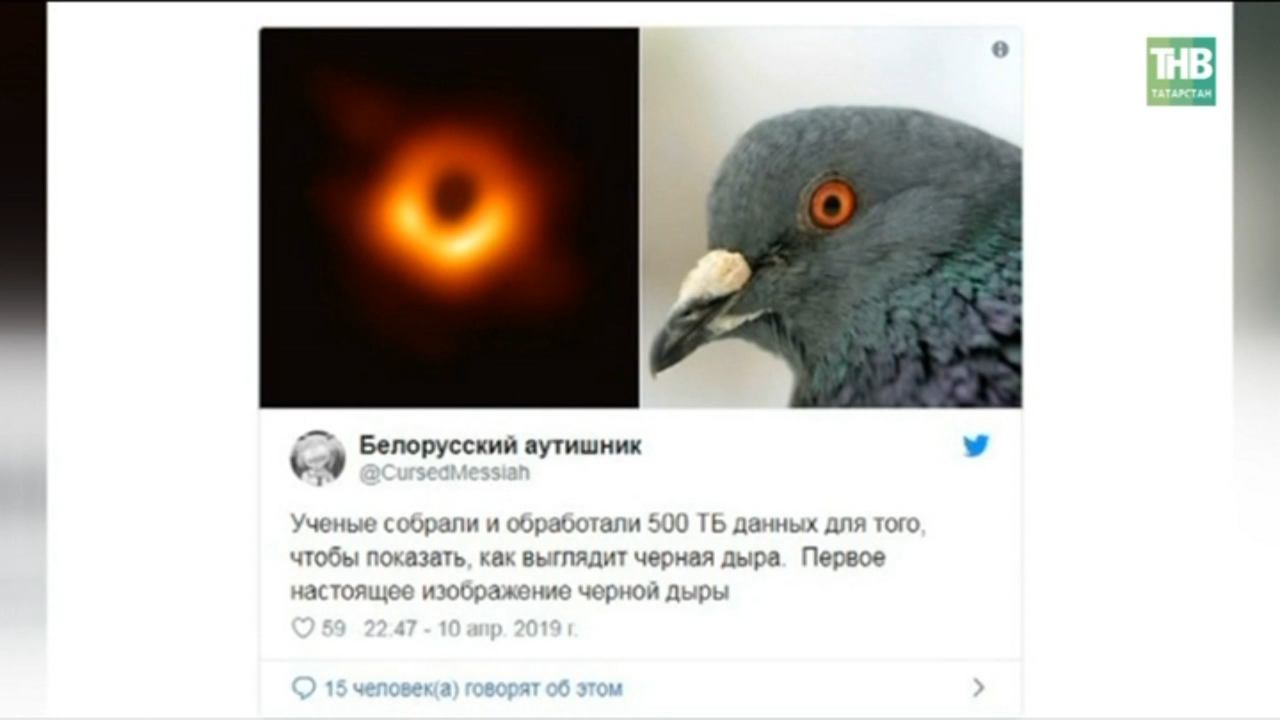 ТНВ
ТАТАРСТАН
Белорусский аутишник
@CursedMessiah
Ученые собрали и обработали 500 ТБ данных для того,
чтобы показать, как выглядит черная дыра. Первое
настоящее изображение черной дыры
59 22:47 - 10 апр. 2019 г.
15 человек(а) говорят об этом